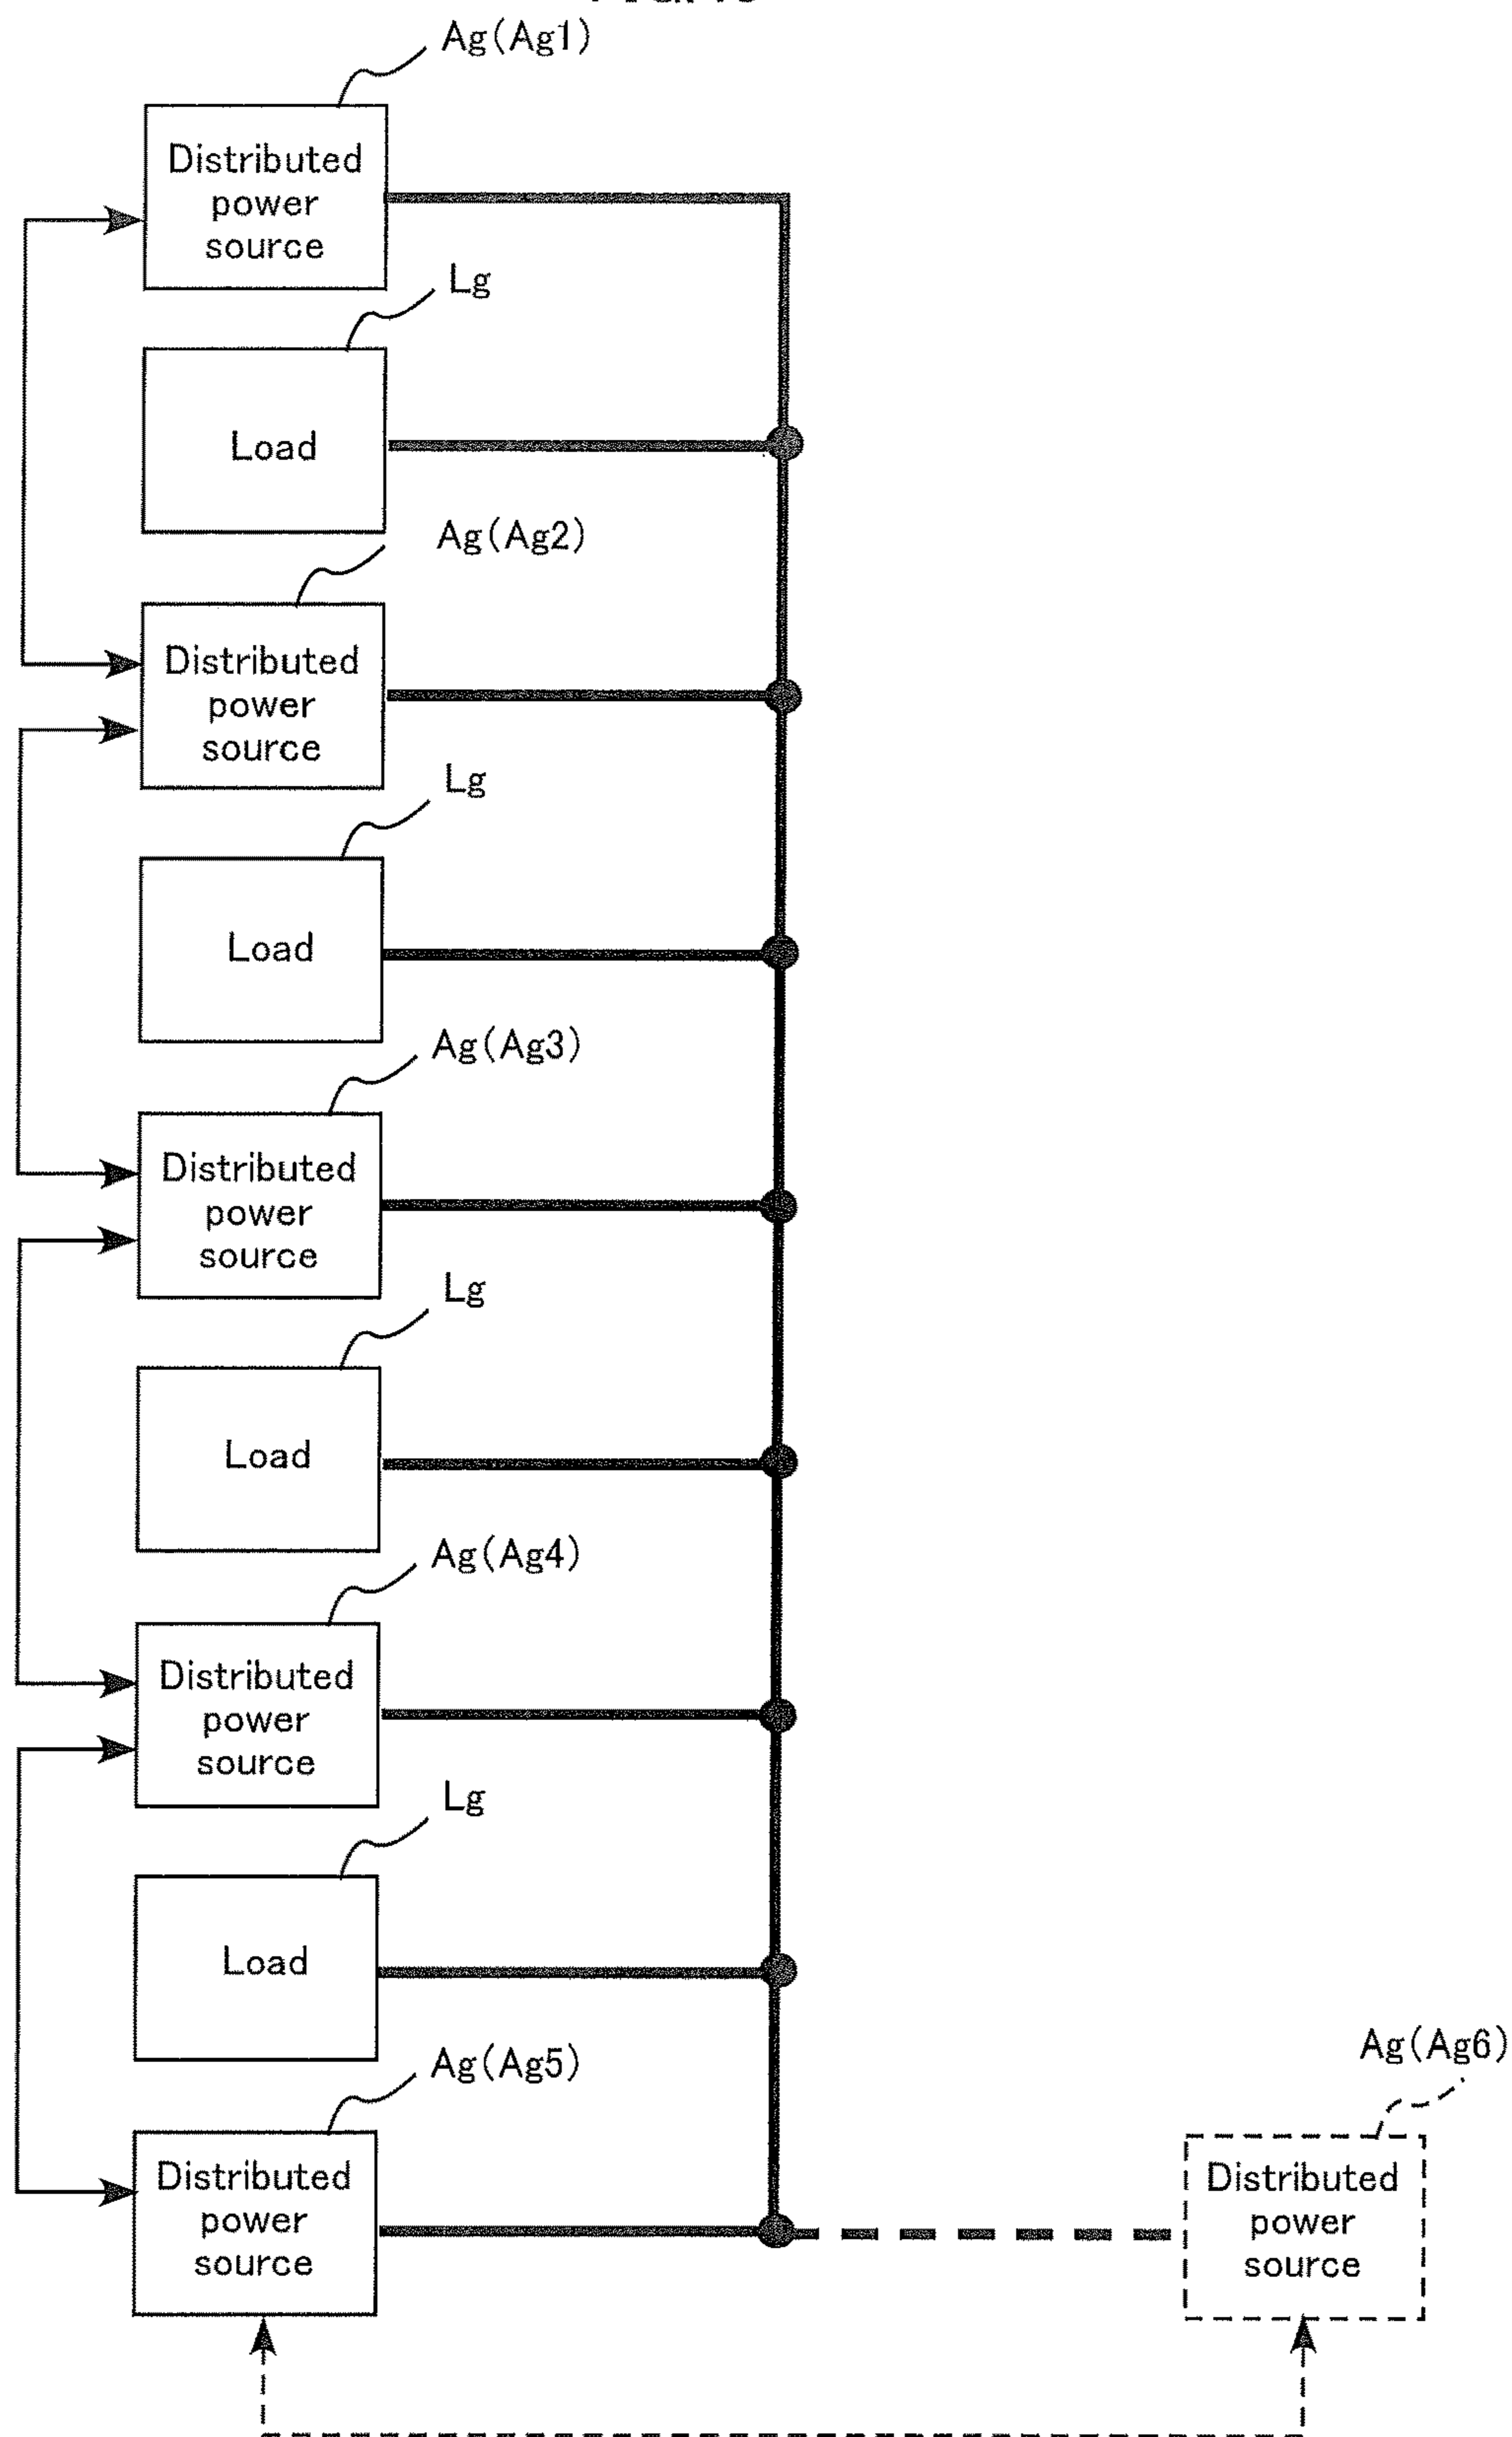 Ag(Ag1)
Distributed
power
source
Lg
Load
Ag(Ag2)
Distributed
power
source
Lg
Load
Ag(Ag3)
Distributed
power
source
Lg
Load
Ag(Ag4)
Distributed
power
source
Lg
Load
Ag(Ag5)
Distributed
power
source
Ag(Ag6)
Distributed
power
source